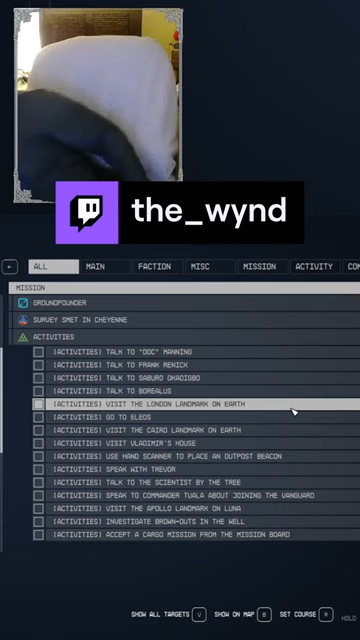 the_wynd
ALL MAIN FACTION MISC MISSION ACTIVITY
MISSION
GROUNDPOUNDER
SURVEY SMET IN CHEYENNE
ACTIVITIES
[ACTIVITIES] TALK TO "DOC" MANNING
[ACTIVITIES] TALK TO FRANK RENICK
[ACTIVITIES] TALK TO SABURO OKADIGBO
[ACTIVITIES] TALK TO BOREALUS
[ACTIVITIES] VISIT THE LONDON LANDMARK ON EARTH
[ACTIVITIES] GO TO ELEOS
[ACTIVITIES] VISIT THE CAIRO LANDMARK ON EARTH
[ACTIVITIES] VISIT VLADIMIR'S HOUSE
[ACTIVITIES] USE HAND SCANNER TO PLACE AN OUTPOST BEACON
[ACTIVITIES] SPEAK WITH TREVOR
[ACTIVITIES] TALK TO THE SCIENTIST BY THE TREE
[ACTIVITIES] SPEAK TO COMMANDER TUALA ABOUT JOINING THE VANGUARD
[ACTIVITIES] VISIT THE APOLLO LANDMARK ON LUNA
[ACTIVITIES] INVESTIGATE BROWN-OUTS IN THE WELL
[ACTIVITIES] ACCEPT A CARGO MISSION FROM THE MISSION BOARD
SHOW ALL TARGETS V SHOW ON MAP B SET COURSE R
HOLD